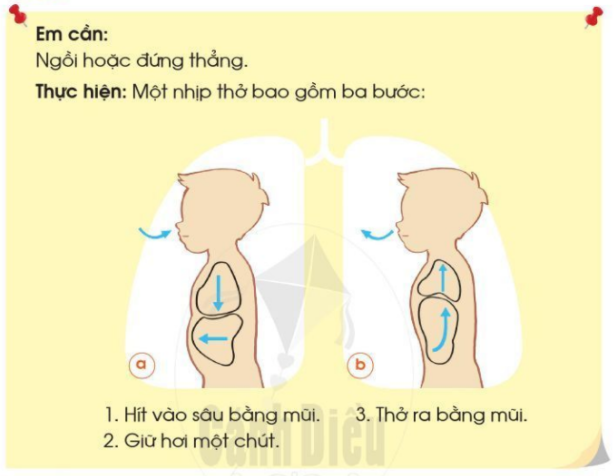 Em cần:
Ngồi hoặc đứng thẳng.
Thực hiện: Một nhịp thở bao gồm ba bước:
a
b
1. Hít vào sâu bằng mũi.
2. Giữ hơi một chút.
3. Thở ra bằng mũi.
Cánh Diều